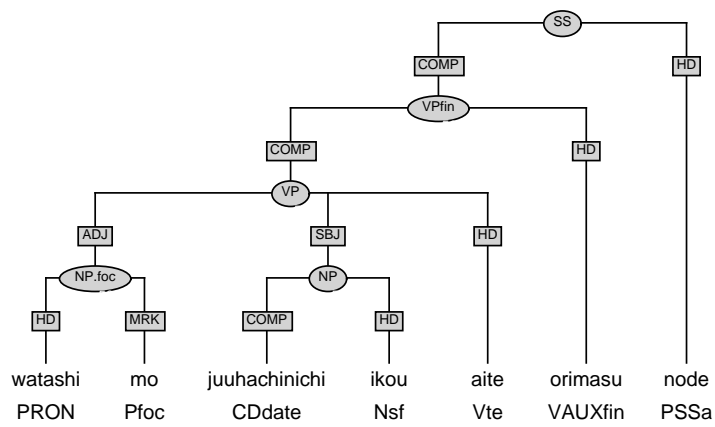 SS
COMP HD
VPfin
COMP HD
VP
ADJ SBJ HD
NP.foc NP
HD MRK COMP HD
watashi mo juuhachinichi ikou aite orimasu node
PRON Pfoc CDdate Nsf Vte VAUXfin PSSa